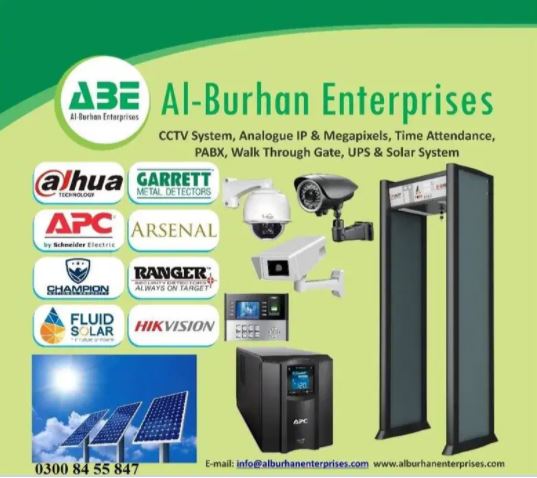 ABE
Al-Burhan Enterprises
Al-Burhan Enterprises
CCTV System, Analogue IP & Megapixels, Time Attendance,
PABX, Walk Through Gate, UPS & Solar System
alhua
TECHNOLOGY
GARRETT
METAL DETECTORS
APC
by Schneider Electric
ARSENAL
CHAMPION
RANGER
SECURITY DETECTORS
ALWAYS ON TARGET
FLUID
SOLAR
HIKVISION
APC
0300 84 55 847
E-mail: info@alburhanenterprises.com www.alburhanenterprises.com